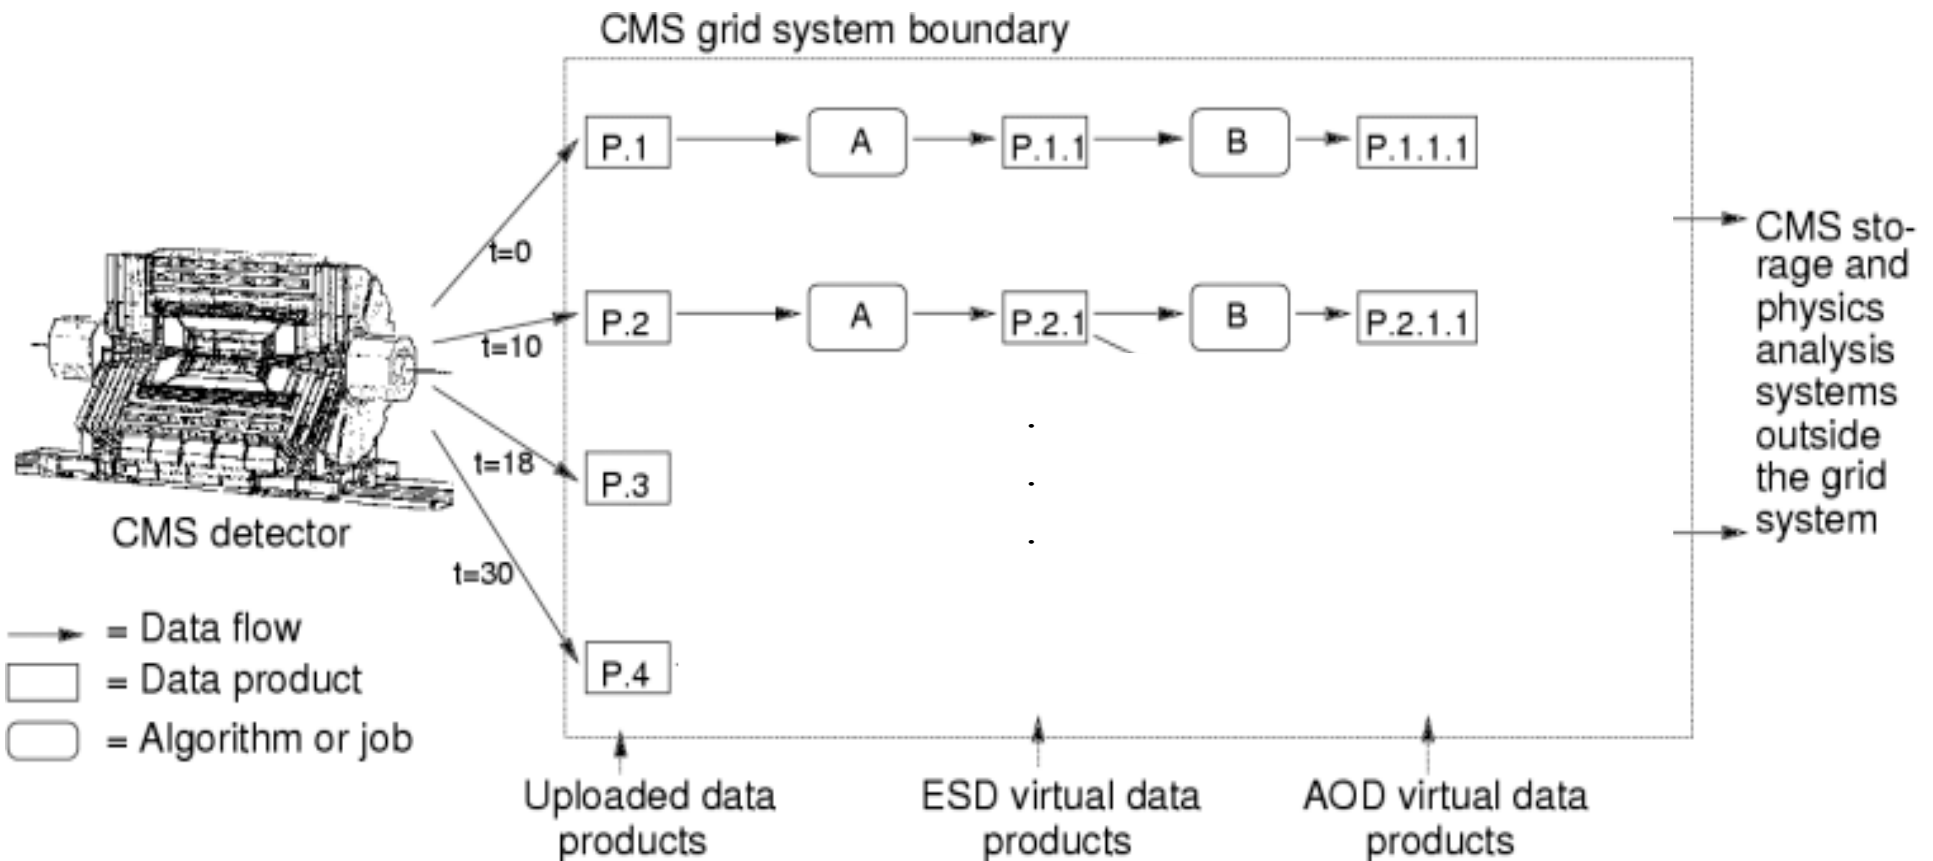 CMS grid system boundary
P.1
A
P.1.1
B
P.1.1.1
t=0
P.2
A
P.2.1
B
P.2.1.1
t=10
t=18
P.3
t=30
P.4
CMS detector
CMS sto-
rage and
physics
analysis
systems
outside
the grid
system
= Data flow
= Data product
= Algorithm or job
Uploaded data
products
ESD virtual data
products
AOD virtual data
products